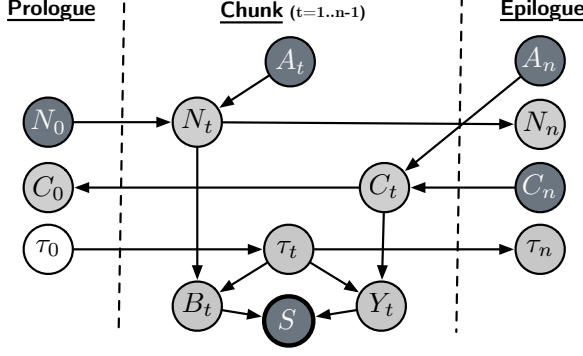 Prologue Chunk (t=1..n-1) Epilogue
A_t A_n
N_0 N_t N_n
C_0 C_t C_n
τ_0 τ_t τ_n
B_t S Y_t